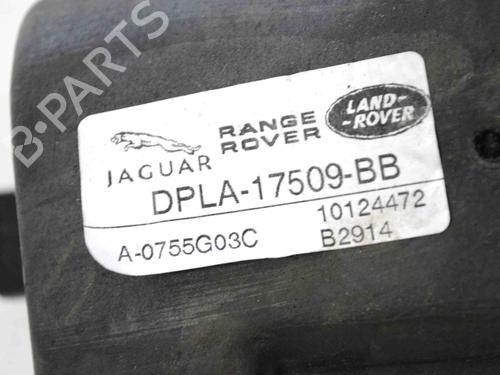 B-PARTS
JAGUAR
RANGE
ROVER
LAND-
-ROVER
DPLA-17509-BB
A-0755G03C
10124472
B2914